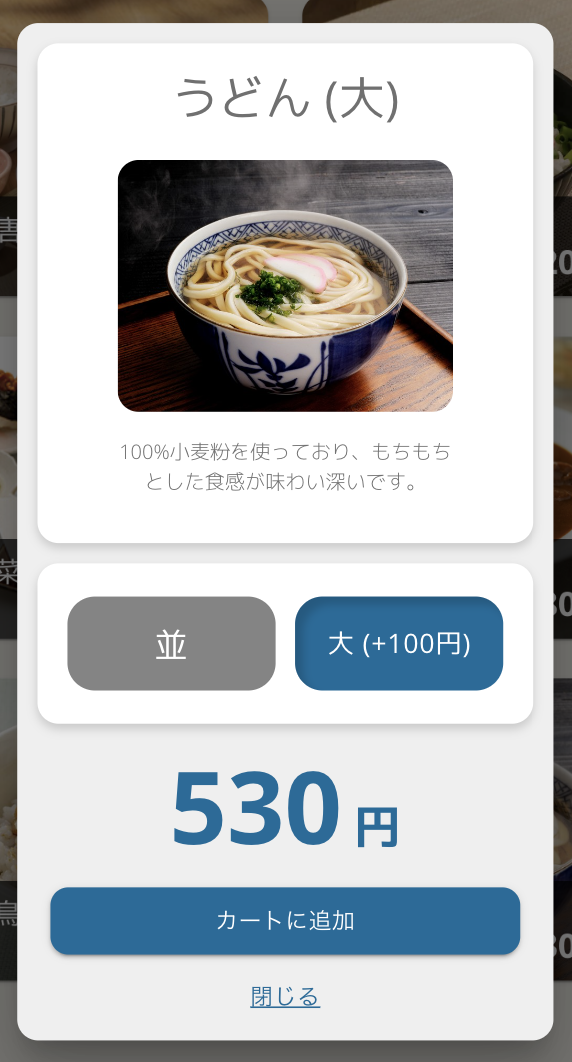 うどん (大)
100%小麦粉を使っており、もちもち
とした食感が味わい深いです。
並
大 (+100円)
530 円
カートに追加
閉じる